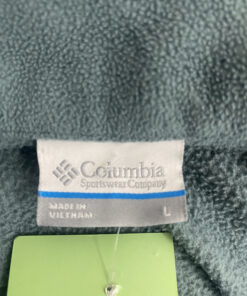 Columbia
Sportswear Company
MADE IN
VIETNAM
L